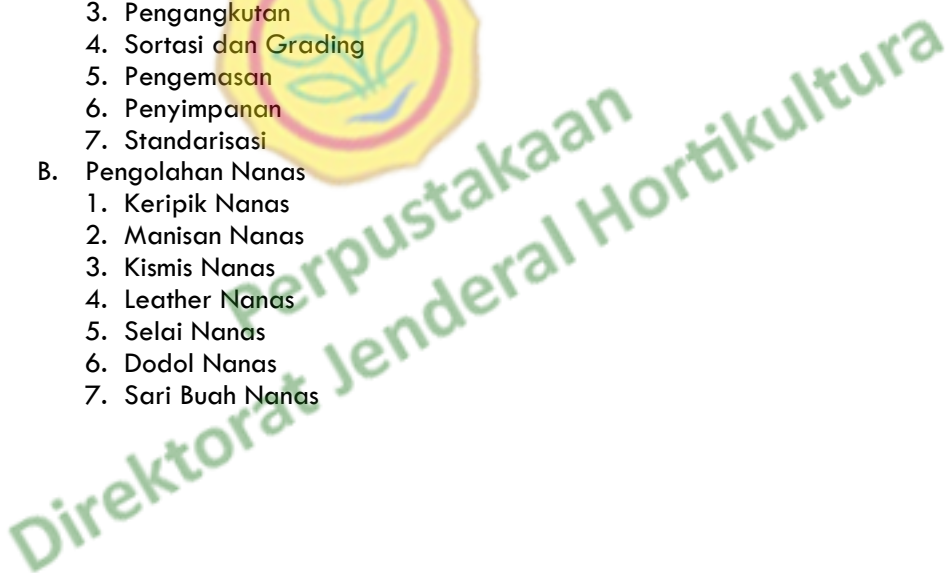 3. Pengangkutan
4. Sortasi dan Grading
5. Pengemasan
6. Penyimpanan
7. Standarisasi
B. Pengolahan Nanas
1. Keripik Nanas
2. Manisan Nanas
3. Kismis Nanas
4. Leather Nanas
5. Selai Nanas
6. Dodol Nanas
7. Sari Buah Nanas
Perpustakaan
Direktorat Jenderal Hortikultura